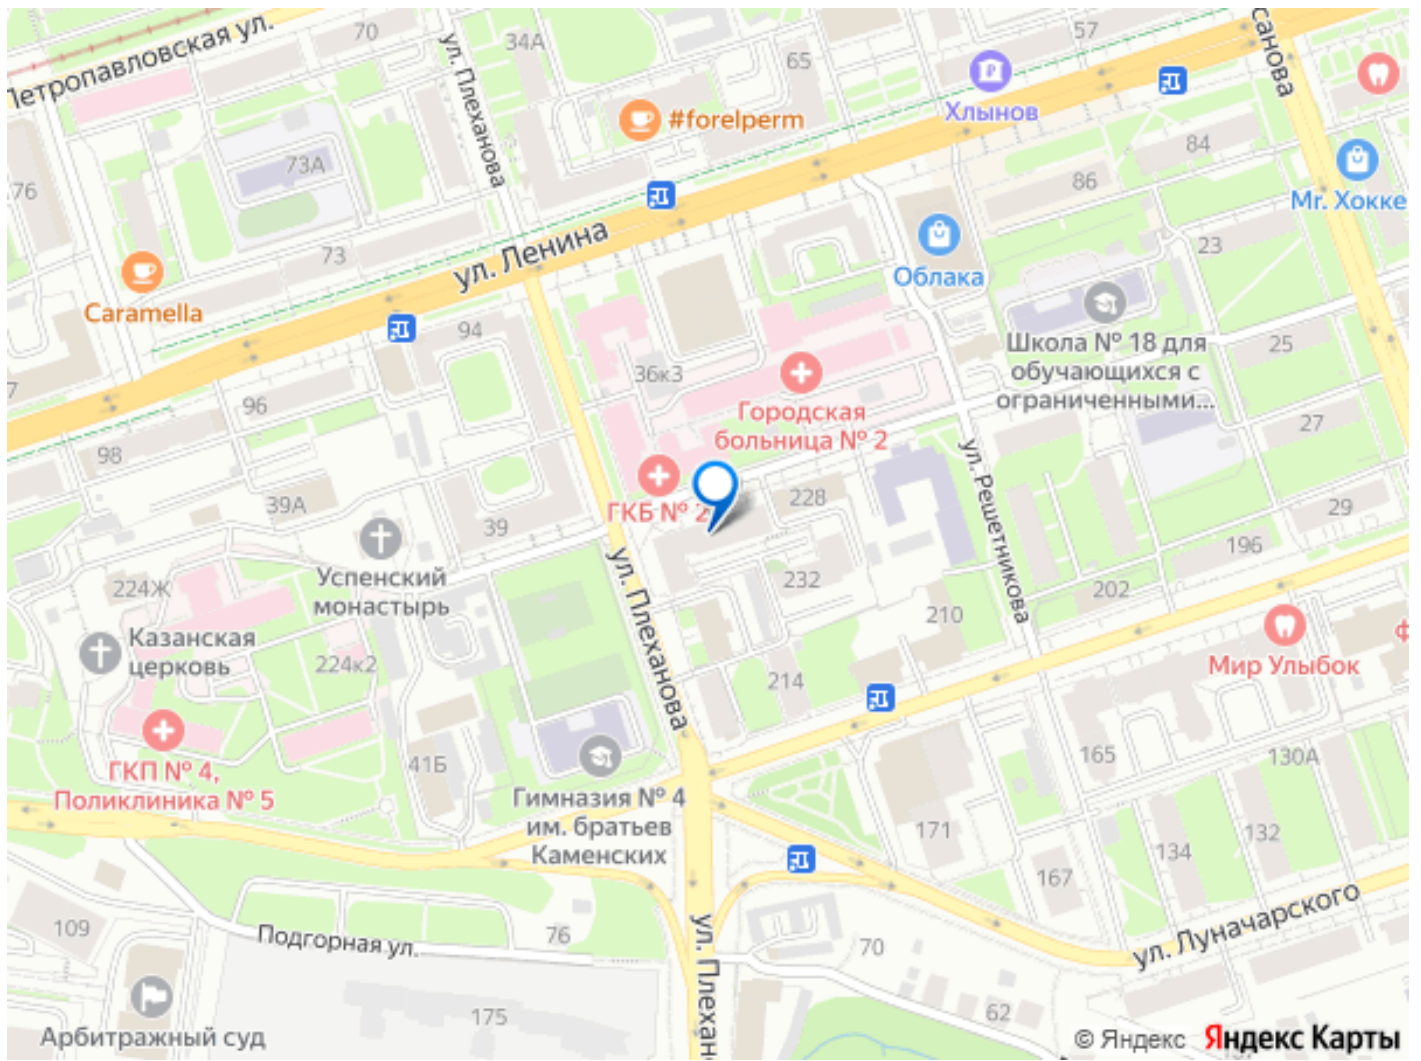 Петропавловская ул.
70
34А
65
57
санова
ул. Плеханова
#forelperm
Хлынов
84
86
Mr. Хокке
76
73А
73
ул. Ленина
Облака
23
Caramella
94
36к3
Школа № 18 для
обучающихся с
ограниченными...
25
7
96
Городская
больница № 2
27
98
39А
39
ГКБ № 2
228
ул. Решетникова
29
196
224Ж
Успенский
монастырь
ул. Плеханова
232
202
210
Казанская
церковь
224к2
214
Мир Улыбок
ф
41Б
165
130А
ГКП № 4,
Поликлиника № 5
Гимназия № 4
им. братьев
Каменских
171
134
132
167
109
Подгорная ул.
76
ул. Плехан
70
ул. Луначарского
175
62
Арбитражный суд
© Яндекс Яндекс Карты